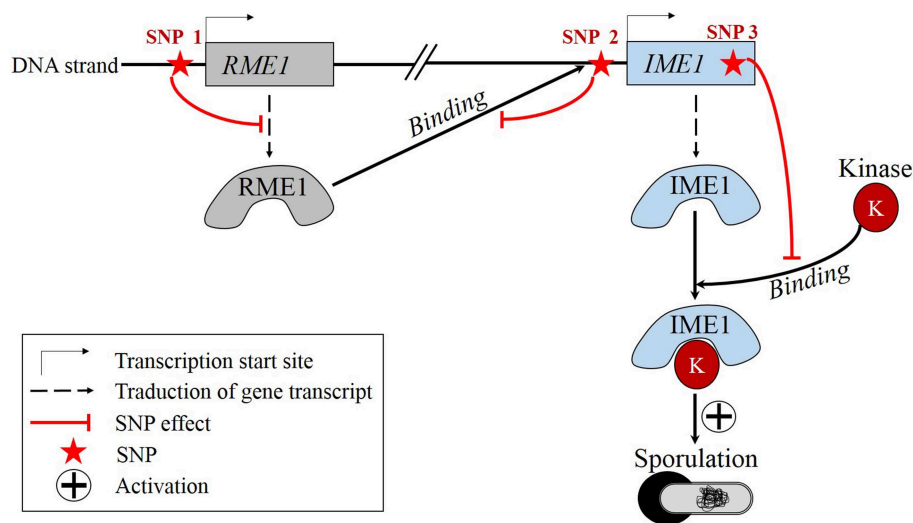 SNP 1
SNP 2
SNP 3
DNA strand
RME1
IME1
Binding
RME1
IME1
Kinase
K
Binding
IME1
K
Transcription start site
Traduction of gene transcript
SNP effect
SNP
Activation
Sporulation